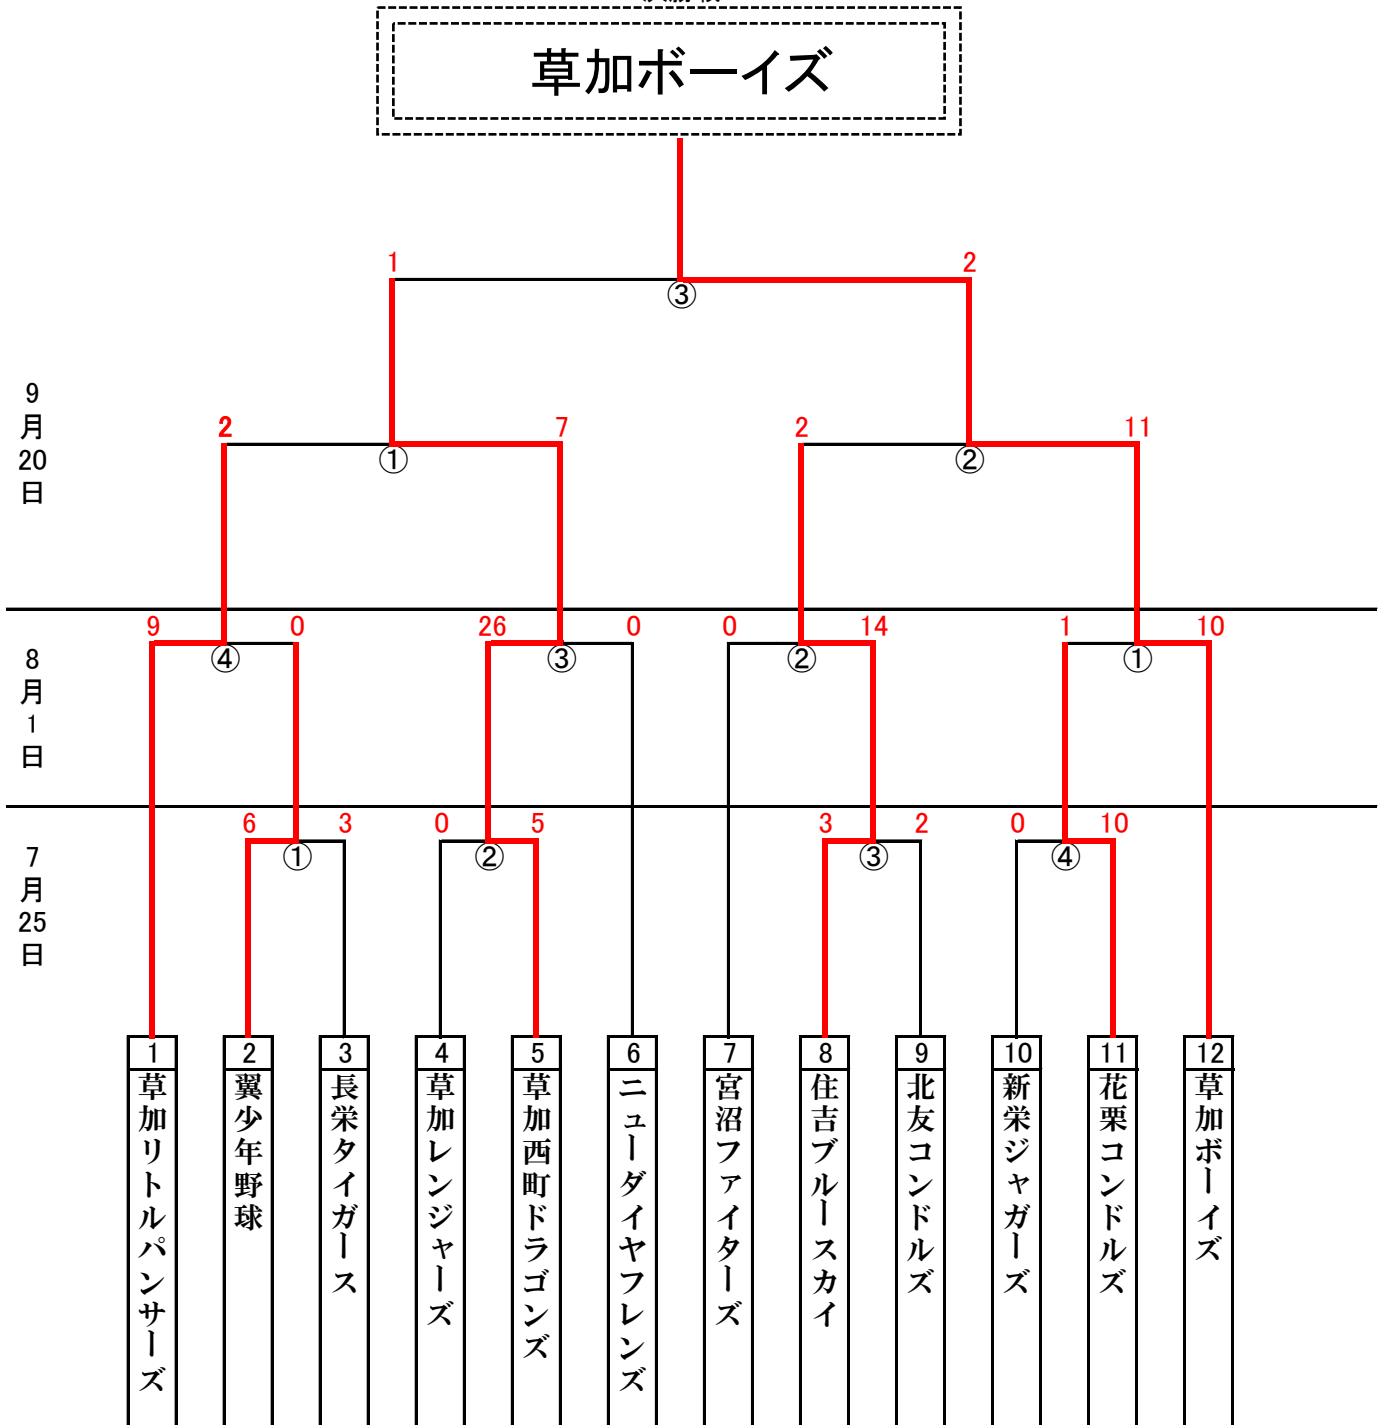 草加ボーイズ
1 2
③
9月20日
2 7 2 11
① ②
8月1日
9 0 26 0 0 14 1 10
④ ③ ② ①
7月25日
6 3 0 5 3 2 0 10
① ② ③ ④
1 2 3 4 5 6 7 8 9 10 11 12
草加リトルパンサーズ
翼少年野球
長栄タイガース
草加レンジャーズ
草加西町ドラゴンズ
ニューダイヤフレンズ
宮沼ファイターズ
住吉ブルースカイ
北友コンドルズ
新栄ジャガーズ
花栗コンドルズ
草加ボーイズ